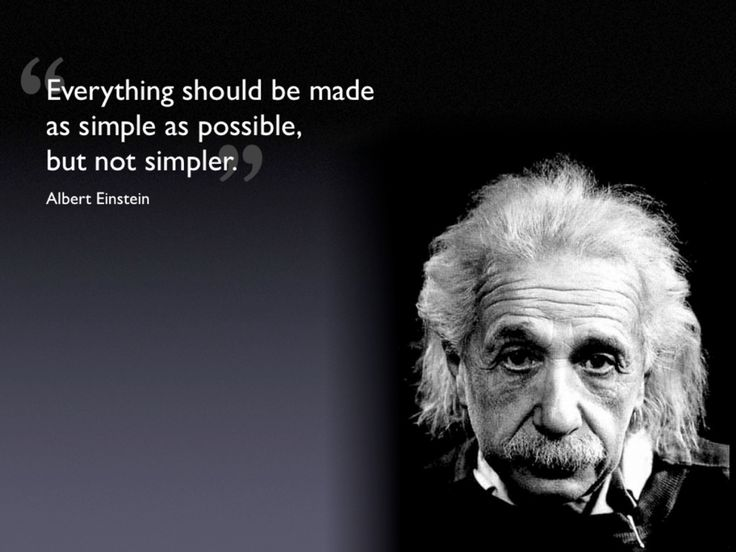 “Everything should be made
as simple as possible,
but not simpler.”
Albert Einstein